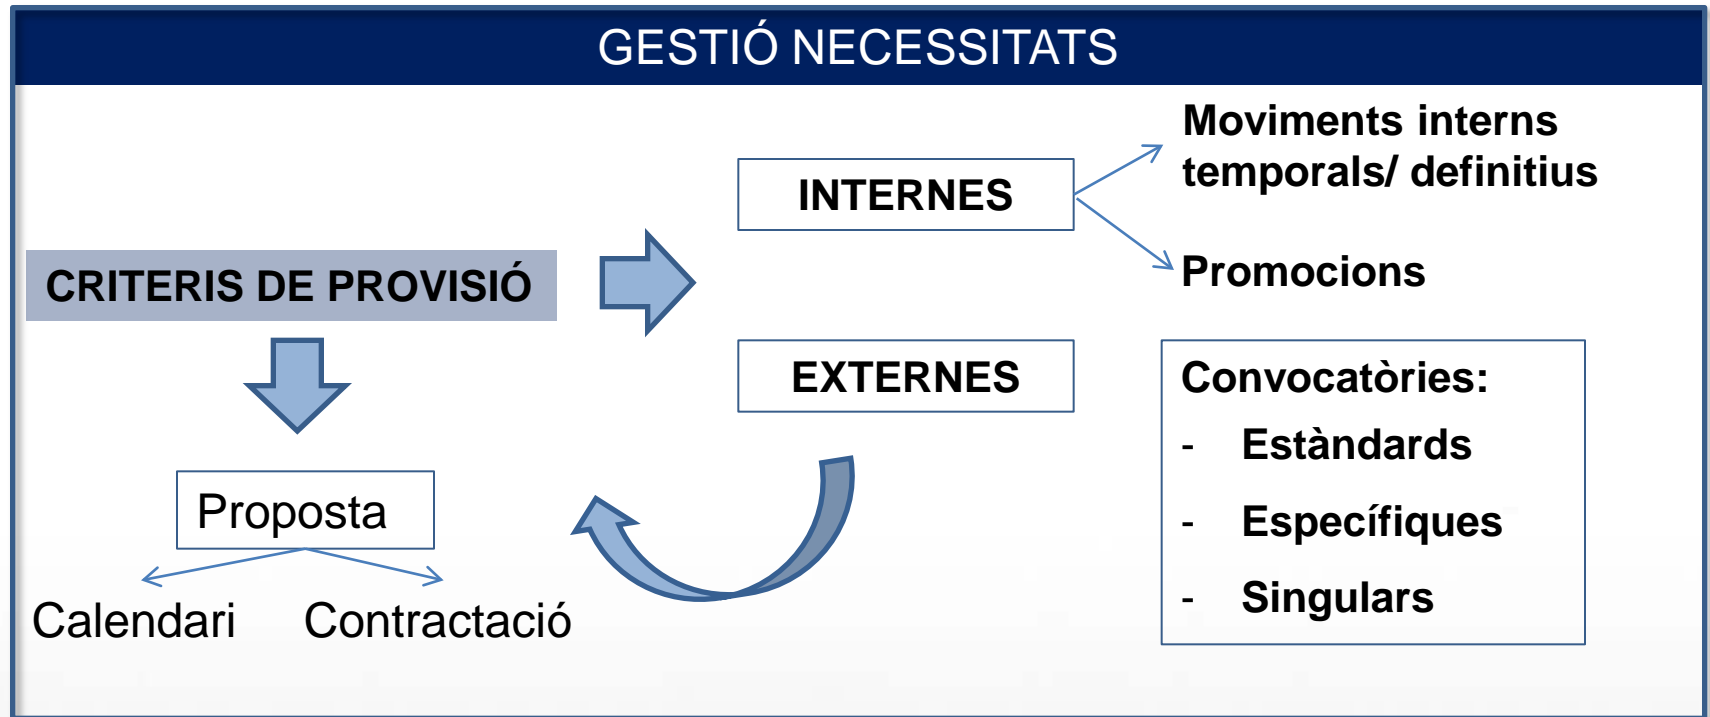 GESTIÓ NECESSITATS
Moviments interns
temporals/ definitius
INTERNES
Promocions
CRITERIS DE PROVISIÓ
EXTERNES
Convocatòries:
- Estàndards
- Específiques
- Singulars
Proposta
Calendari
Contractació